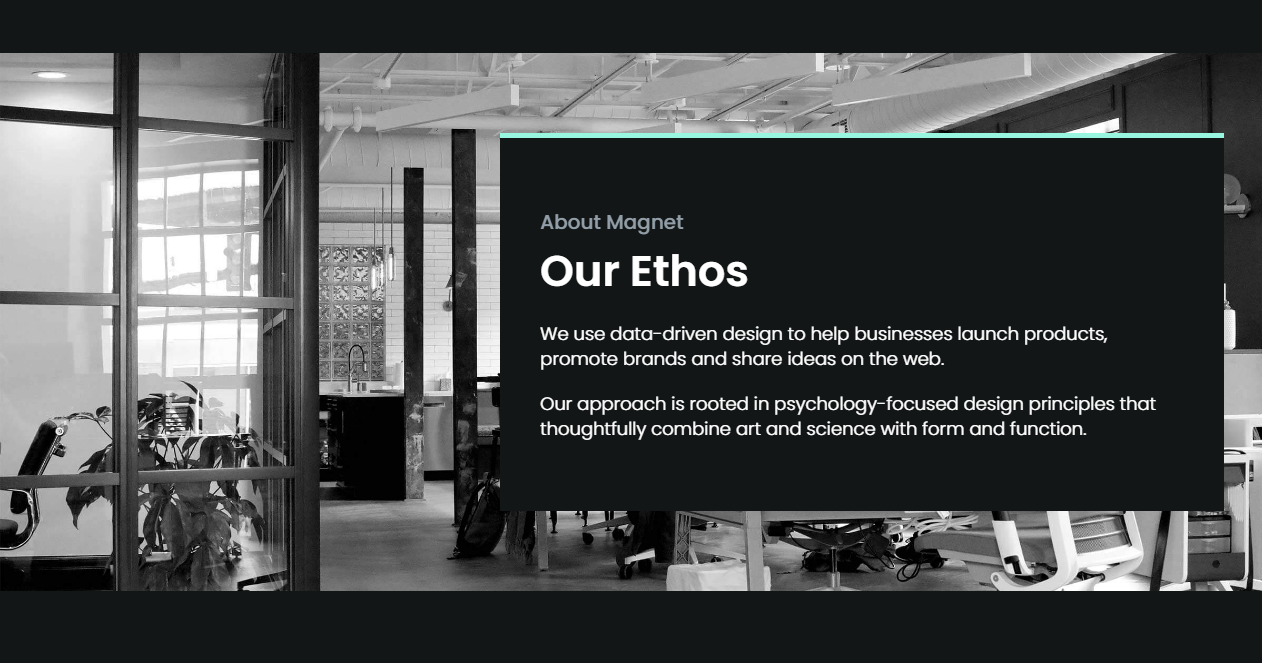 About Magnet
Our Ethos
We use data-driven design to help businesses launch products,
promote brands and share ideas on the web.
Our approach is rooted in psychology-focused design principles that
thoughtfully combine art and science with form and function.